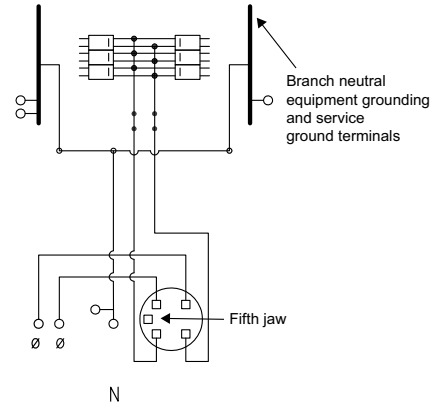 Branch neutral
equipment grounding
and service
ground terminals
Fifth jaw
ø ø
N